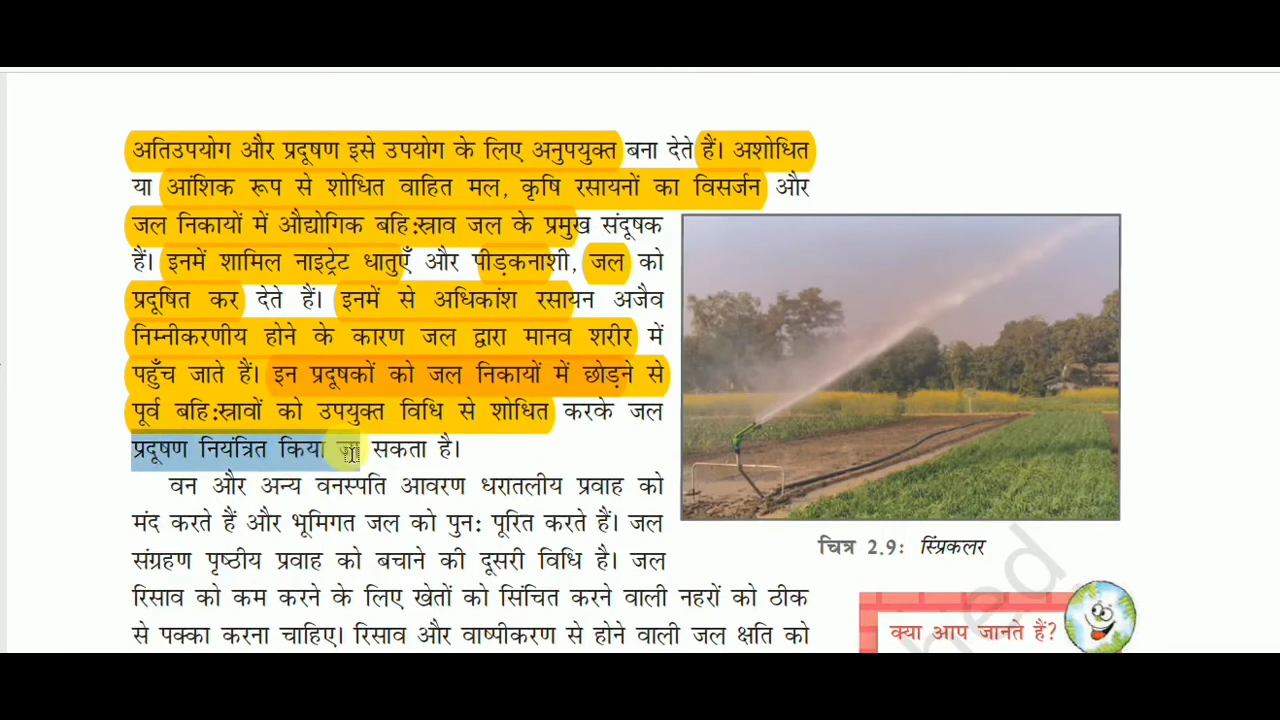 अतिउपयोग और प्रदूषण इसे उपयोग के लिए अनुपयुक्त बना देते हैं। अशोधित
या आंशिक रूप से शोधित वाहित मल, कृषि रसायनों का विसर्जन और
जल निकायों में औद्योगिक बहि:स्राव जल के प्रमुख संदूषक
हैं। इनमें शामिल नाइट्रेट धातुएँ और पीड़कनाशी, जल को
प्रदूषित कर देते हैं। इनमें से अधिकांश रसायन अजैव
निम्नीकरणीय होने के कारण जल द्वारा मानव शरीर में
पहुँच जाते हैं। इन प्रदूषकों को जल निकायों में छोड़ने से
पूर्व बहि:स्रावों को उपयुक्त विधि से शोधित करके जल
प्रदूषण नियंत्रित किया जा सकता है।
वन और अन्य वनस्पति आवरण धरातलीय प्रवाह को
मंद करते हैं और भूमिगत जल को पुन: पूरित करते हैं। जल
संग्रहण पृष्ठीय प्रवाह को बचाने की दूसरी विधि है। जल
रिसाव को कम करने के लिए खेतों को सिंचित करने वाली नहरों को ठीक
से पक्का करना चाहिए। रिसाव और वाष्पीकरण से होने वाली जल क्षति को
चित्र 2.9: स्प्रिंकलर
क्या आप जानते हैं?